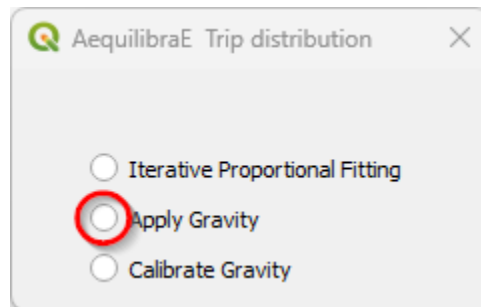 AequilibraE Trip distribution
Iterative Proportional Fitting
Apply Gravity
Calibrate Gravity